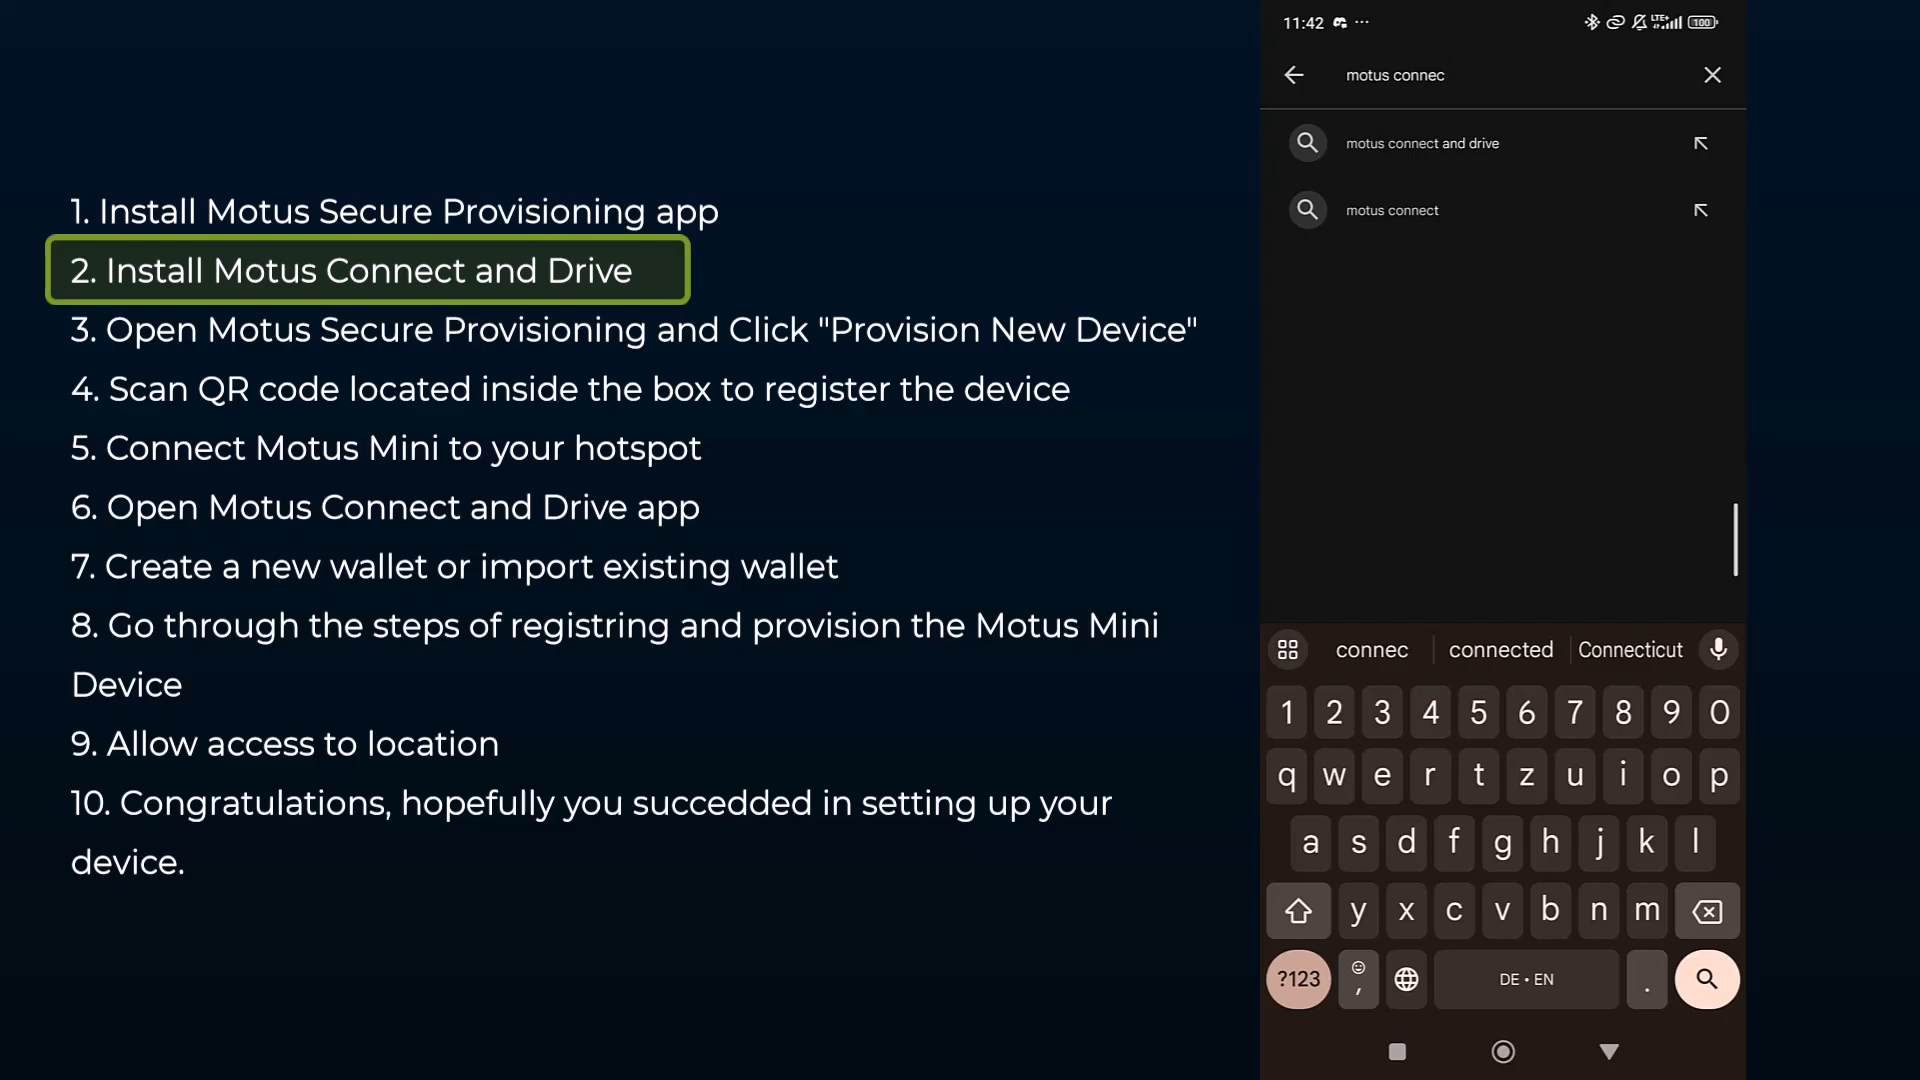 1. Install Motus Secure Provisioning app
2. Install Motus Connect and Drive
3. Open Motus Secure Provisioning and Click "Provision New Device"
4. Scan QR code located inside the box to register the device
5. Connect Motus Mini to your hotspot
6. Open Motus Connect and Drive app
7. Create a new wallet or import existing wallet
8. Go through the steps of registring and provision the Motus Mini
Device
9. Allow access to location
10. Congratulations, hopefully you succedded in setting up your
device.
11:42 ··· LTE+ 100
motus connec
motus connect and drive
motus connect
connec connected Connecticut
1 2 3 4 5 6 7 8 9 0
q w e r t z u i o p
a s d f g h j k l
y x c v b n m
?123 , DE • EN .